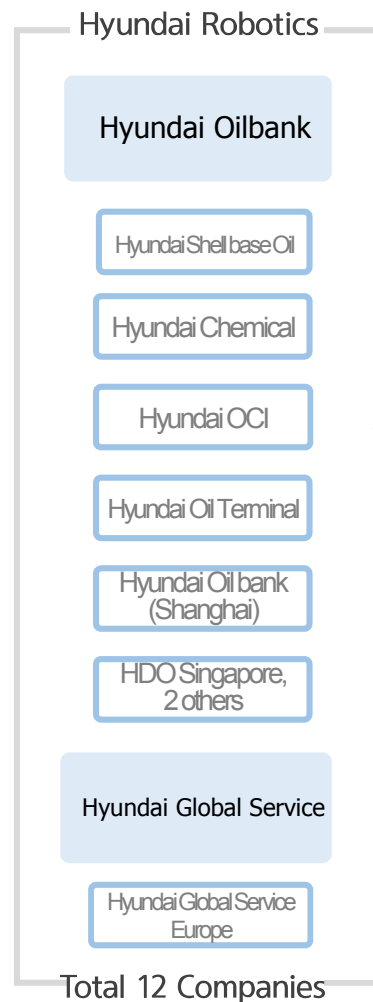 Hyundai Robotics
Hyundai Oilbank
Hyundai Shell base Oil
Hyundai Chemical
Hyundai OCI
Hyundai Oil Terminal
Hyundai Oil bank
(Shanghai)
HDO Singapore,
2 others
Hyundai Global Service
Hyundai Global Service
Europe
Total 12 Companies